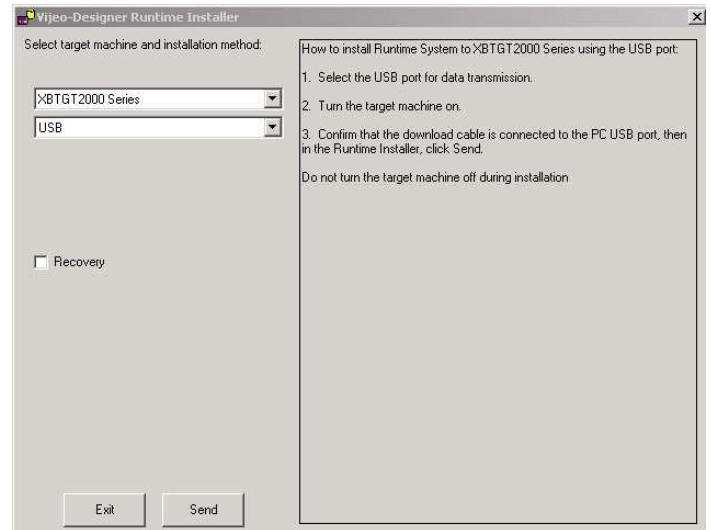 Vijeo-Designer Runtime Installer
Select target machine and installation method:
XBTGT2000 Series
USB
Recovery
Exit
Send
How to install Runtime System to XBTGT2000 Series using the USB port:
1. Select the USB port for data transmission.
2. Turn the target machine on.
3. Confirm that the download cable is connected to the PC USB port, then
in the Runtime Installer, click Send.
Do not turn the target machine off during installation